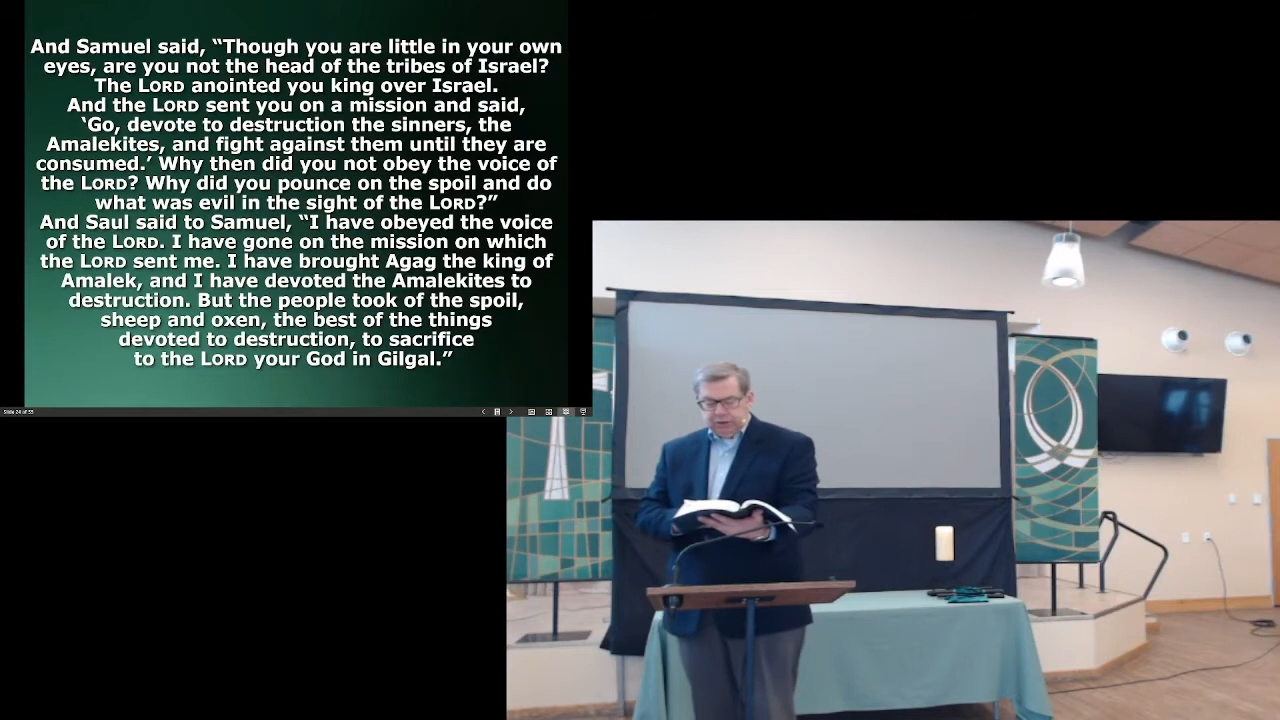 And Samuel said, “Though you are little in your own
eyes, are you not the head of the tribes of Israel?
The LORD anointed you king over Israel.
And the LORD sent you on a mission and said,
‘Go, devote to destruction the sinners, the
Amalekites, and fight against them until they are
consumed.’ Why then did you not obey the voice of
the LORD? Why did you pounce on the spoil and do
what was evil in the sight of the LORD?”
And Saul said to Samuel, “I have obeyed the voice
of the LORD. I have gone on the mission on which
the LORD sent me. I have brought Agag the king of
Amalek, and I have devoted the Amalekites to
destruction. But the people took of the spoil,
sheep and oxen, the best of the things
devoted to destruction, to sacrifice
to the LORD your God in Gilgal.”
Slide 24 of 55